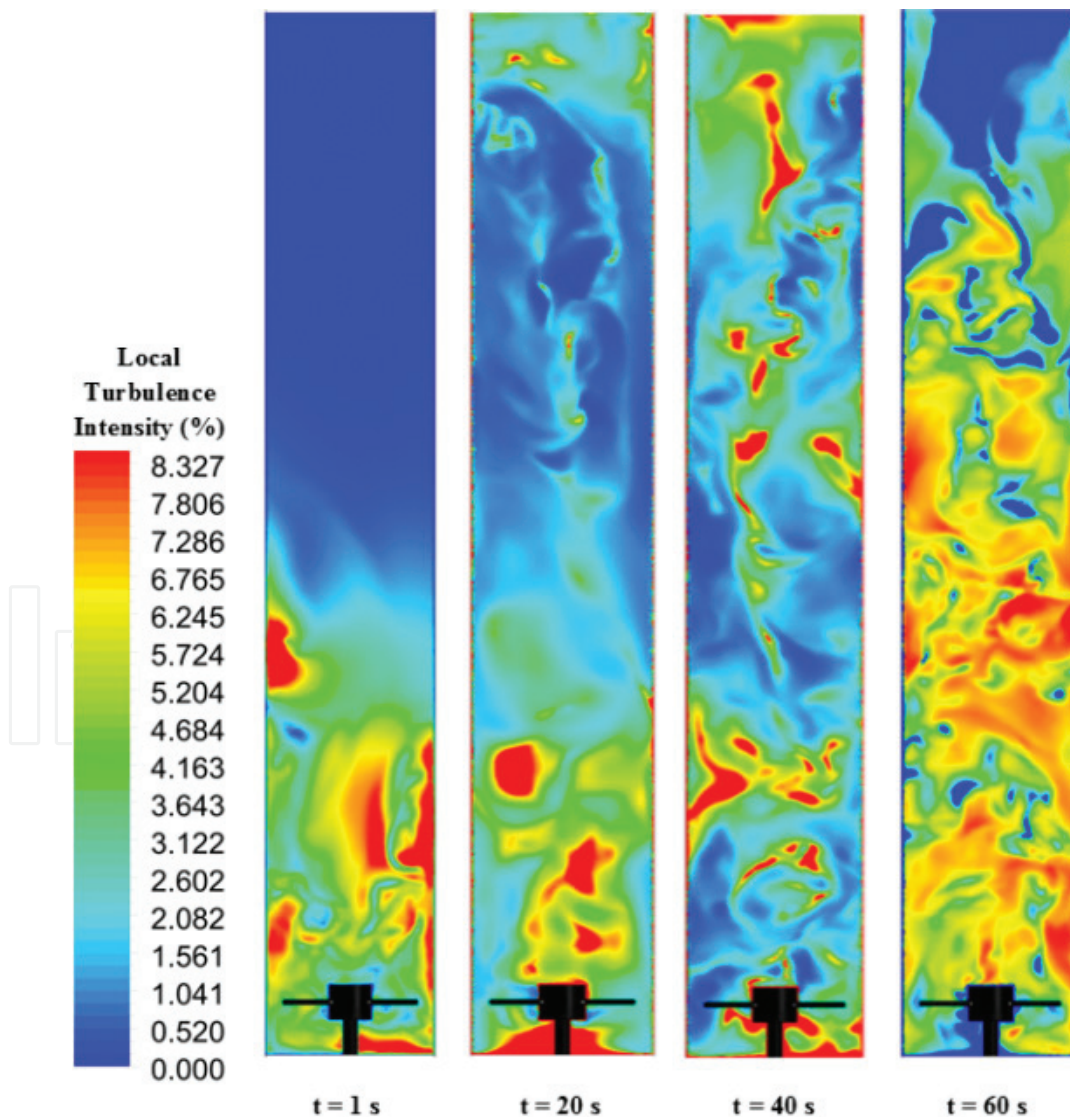 Local
Turbulence
Intensity (%)
8.327
7.806
7.286
6.765
6.245
5.724
5.204
4.684
4.163
3.643
3.122
2.602
2.082
1.561
1.041
0.520
0.000
t = 1 s
t = 20 s
t = 40 s
t = 60 s